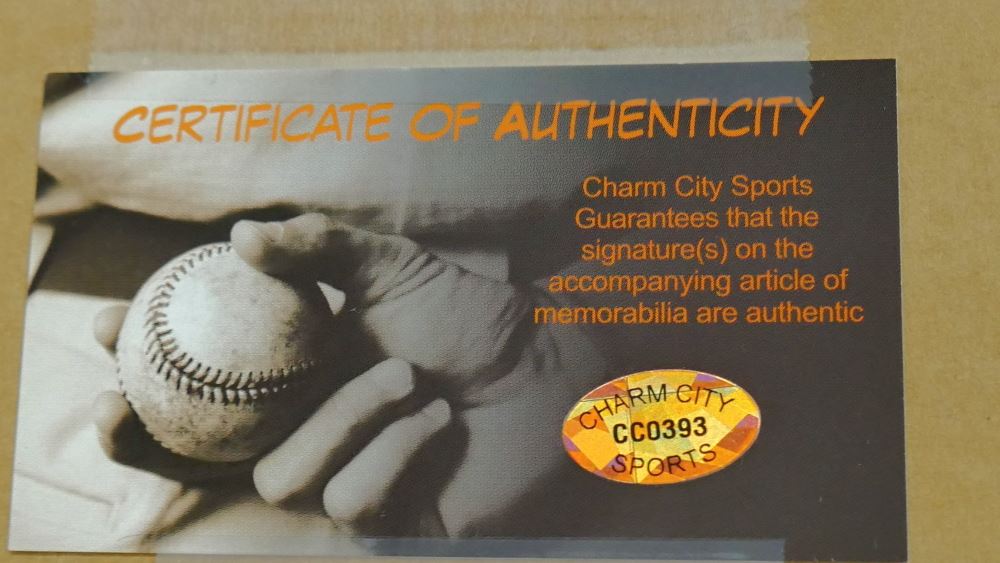 CERTIFICATE OF AUTHENTICITY
Charm City Sports
Guarantees that the
signature(s) on the
accompanying article of
memorabilia are authentic
CHARM CITY
CC0393
SPORTS